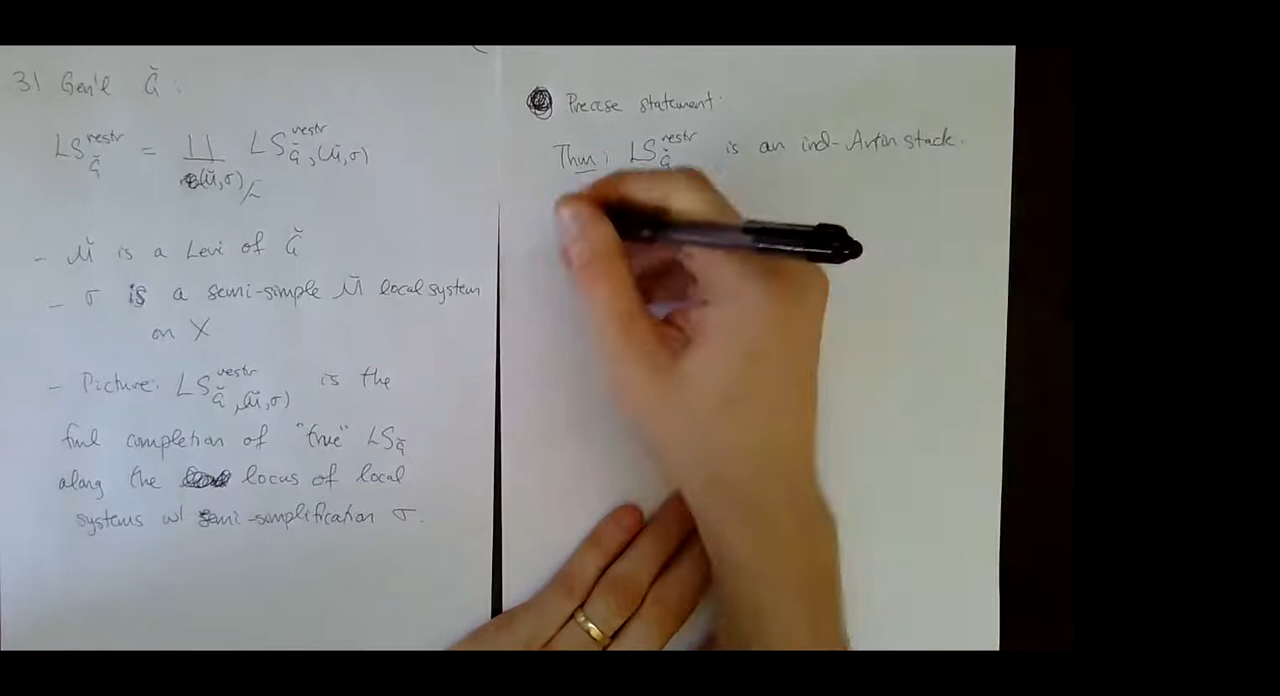 3) Gen'l Ǧ :
LS^restr_Ǧ = ∐_(M̌,σ)/~ LS^restr_Ǧ,(M̌,σ)
- M̌ is a Levi of Ǧ
- σ is a semi-simple M̌ local system
on X
- Picture: LS^restr_Ǧ,(M̌,σ) is the
fml completion of "true" LS_Ǧ
along the locus of local
systems w/ semi-simplification σ.
Precise statement:
Thm: LS^restr_Ǧ is an ind-Artin stack.